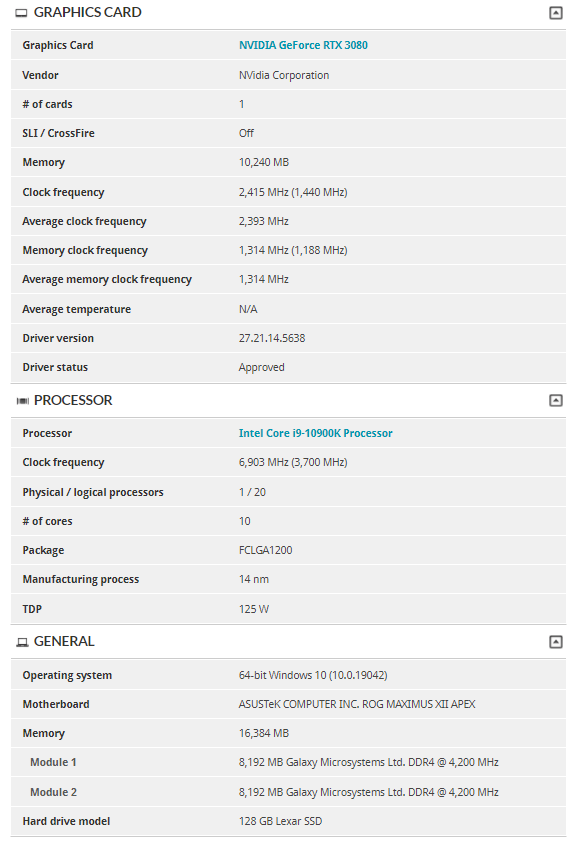 GRAPHICS CARD
Graphics Card NVIDIA GeForce RTX 3080
Vendor NVidia Corporation
# of cards 1
SLI / CrossFire Off
Memory 10,240 MB
Clock frequency 2,415 MHz (1,440 MHz)
Average clock frequency 2,393 MHz
Memory clock frequency 1,314 MHz (1,188 MHz)
Average memory clock frequency 1,314 MHz
Average temperature N/A
Driver version 27.21.14.5638
Driver status Approved
PROCESSOR
Processor Intel Core i9-10900K Processor
Clock frequency 6,903 MHz (3,700 MHz)
Physical / logical processors 1 / 20
# of cores 10
Package FCLGA1200
Manufacturing process 14 nm
TDP 125 W
GENERAL
Operating system 64-bit Windows 10 (10.0.19042)
Motherboard ASUSTeK COMPUTER INC. ROG MAXIMUS XII APEX
Memory 16,384 MB
Module 1 8,192 MB Galaxy Microsystems Ltd. DDR4 @ 4,200 MHz
Module 2 8,192 MB Galaxy Microsystems Ltd. DDR4 @ 4,200 MHz
Hard drive model 128 GB Lexar SSD